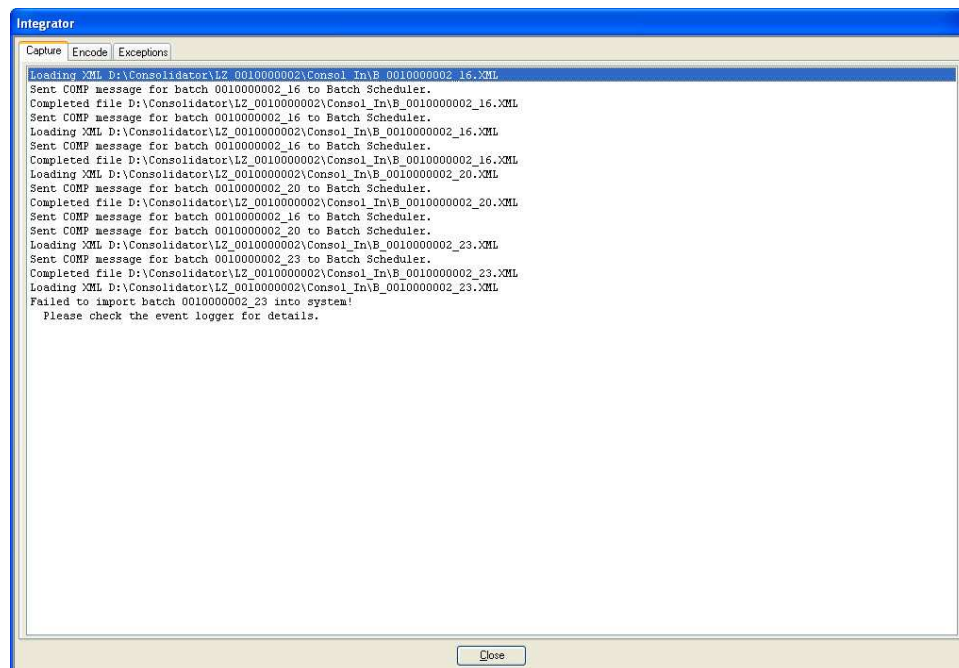 Integrator
Capture Encode Exceptions
Loading XML D:\Consolidator\LZ_0010000002\Consol_In\B_0010000002_16.XML
Sent COMP message for batch 0010000002_16 to Batch Scheduler.
Completed file D:\Consolidator\LZ_0010000002\Consol_In\B_0010000002_16.XML
Sent COMP message for batch 0010000002_16 to Batch Scheduler.
Loading XML D:\Consolidator\LZ_0010000002\Consol_In\B_0010000002_16.XML
Sent COMP message for batch 0010000002_16 to Batch Scheduler.
Completed file D:\Consolidator\LZ_0010000002\Consol_In\B_0010000002_16.XML
Loading XML D:\Consolidator\LZ_0010000002\Consol_In\B_0010000002_20.XML
Sent COMP message for batch 0010000002_20 to Batch Scheduler.
Completed file D:\Consolidator\LZ_0010000002\Consol_In\B_0010000002_20.XML
Sent COMP message for batch 0010000002_16 to Batch Scheduler.
Sent COMP message for batch 0010000002_20 to Batch Scheduler.
Loading XML D:\Consolidator\LZ_0010000002\Consol_In\B_0010000002_23.XML
Sent COMP message for batch 0010000002_23 to Batch Scheduler.
Completed file D:\Consolidator\LZ_0010000002\Consol_In\B_0010000002_23.XML
Loading XML D:\Consolidator\LZ_0010000002\Consol_In\B_0010000002_23.XML
Failed to import batch 0010000002_23 into system!
Please check the event logger for details.
Close